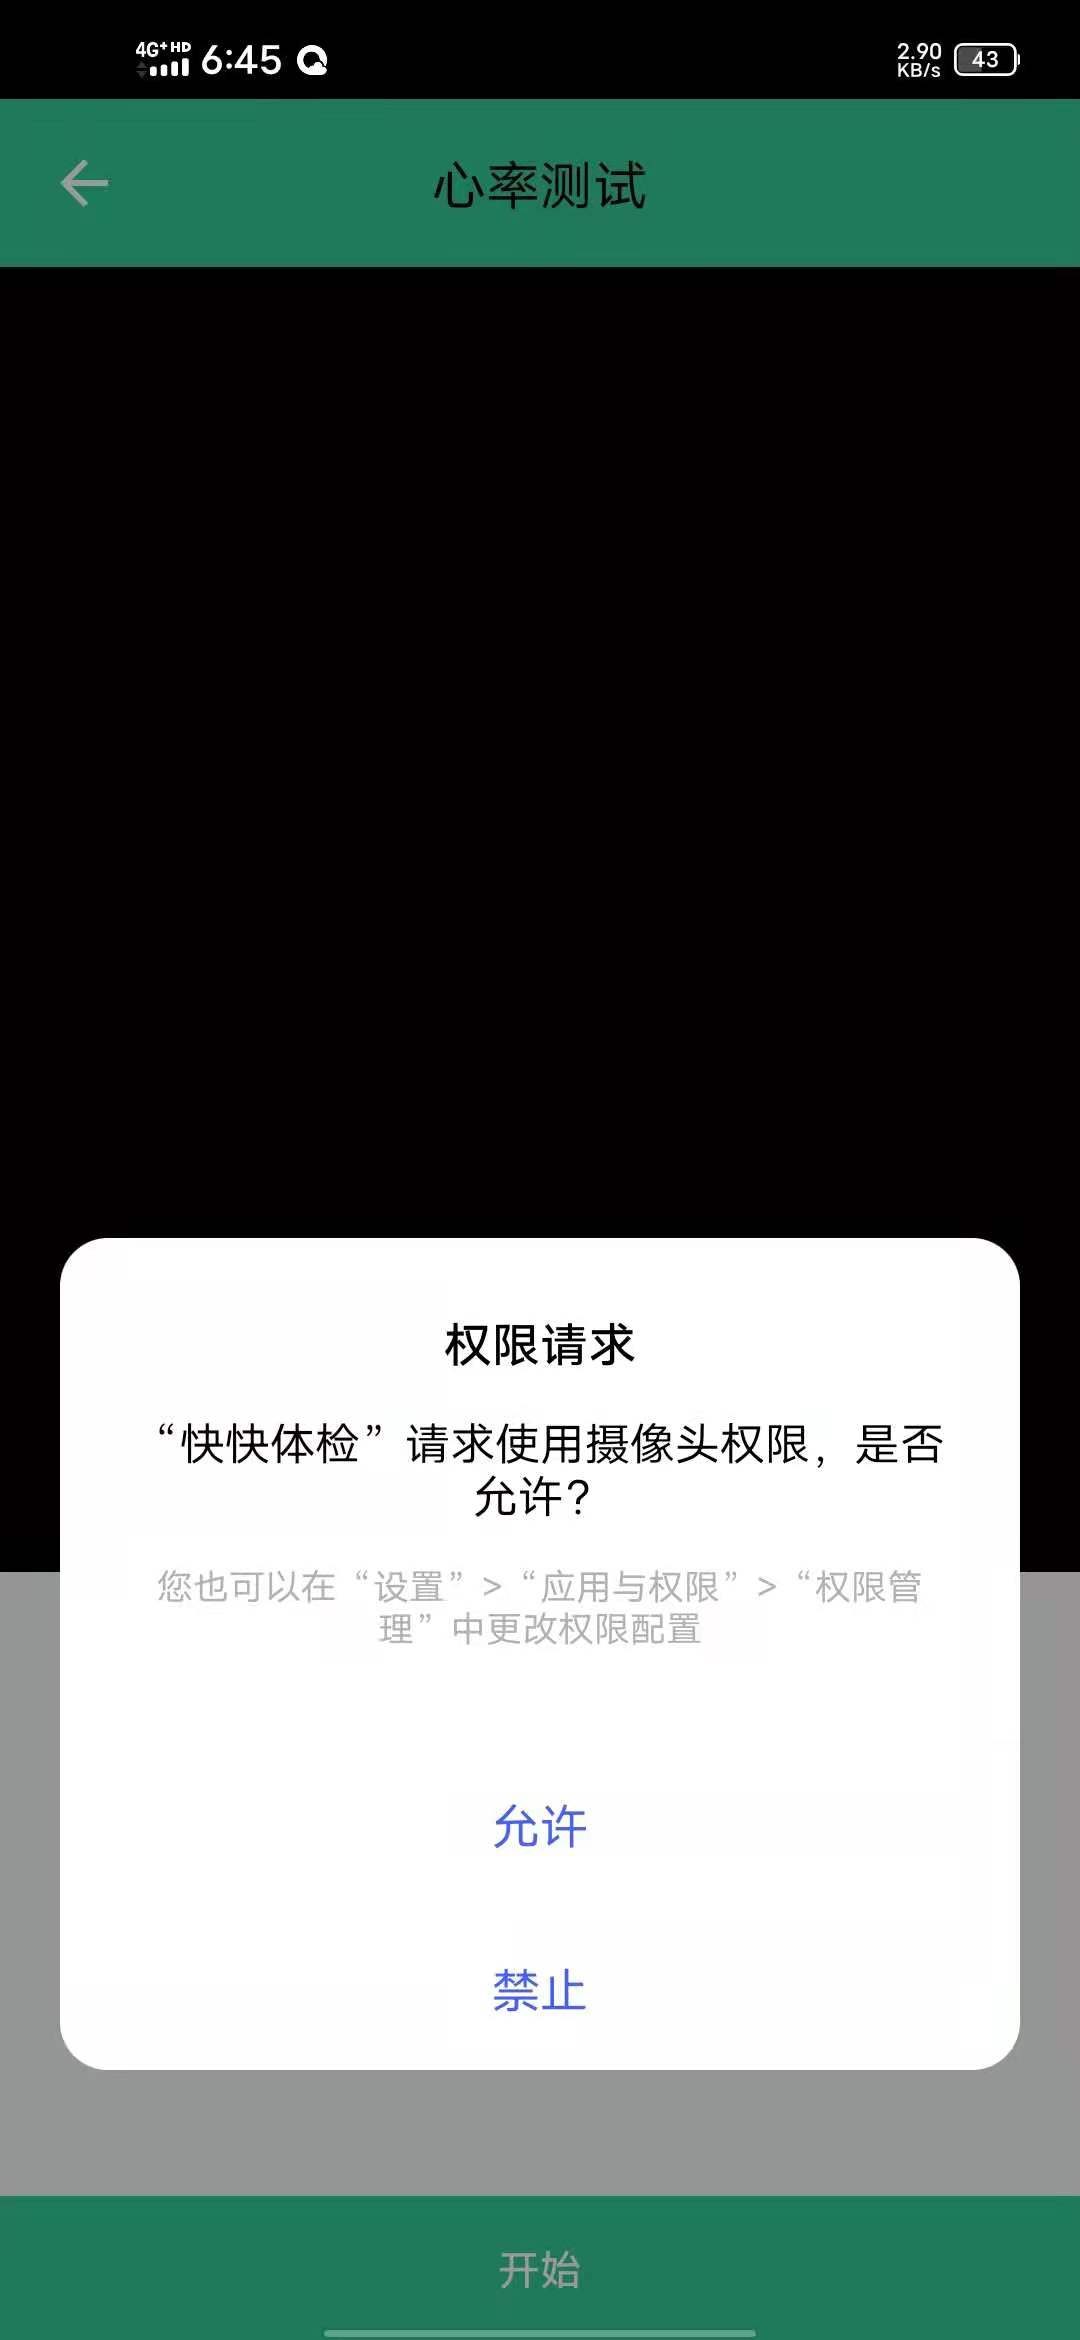 4G+ HD 6:45 2.90 KB/s 43
心率测试
权限请求
“快快体检”请求使用摄像头权限，是否
允许？
您也可以在“设置”>“应用与权限”>“权限管
理”中更改权限配置
允许
禁止
开始